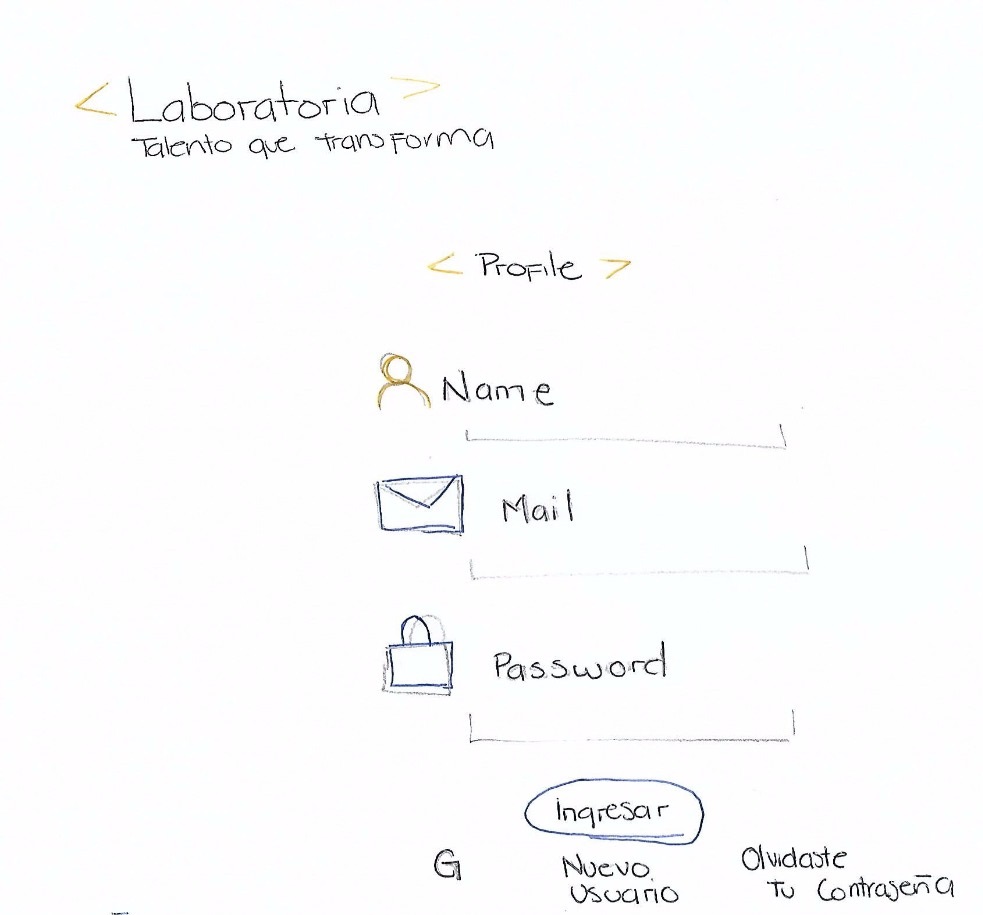 < Laboratoria >
Talento que transforma
< Profile >
Name
Mail
Password
Ingresar
G
Nuevo
Usuario
Olvidaste
Tu Contraseña